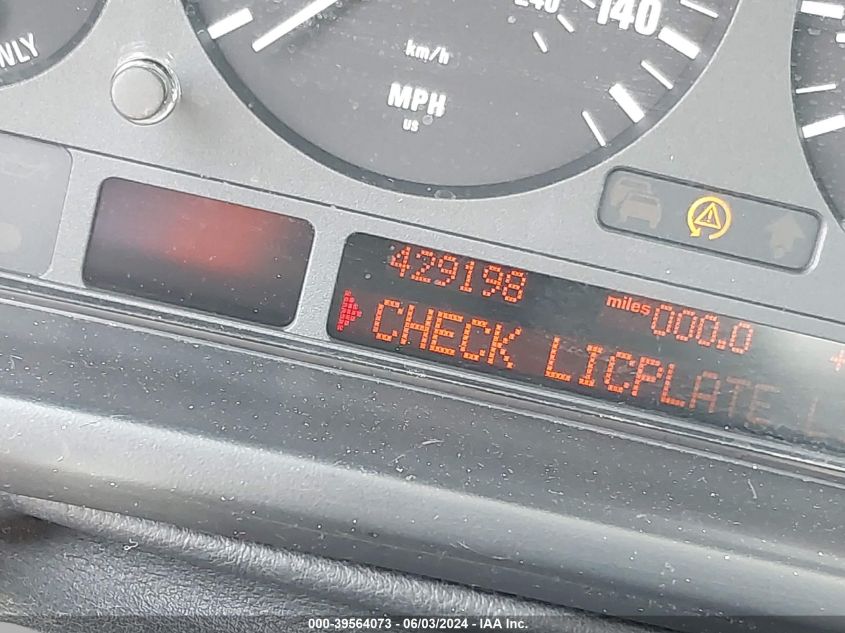 NLY
240
140
km/h
MPH
us
429198
miles 000.0
CHECK LICPLATE L
000-39564073 - 06/03/2024 - IAA Inc.